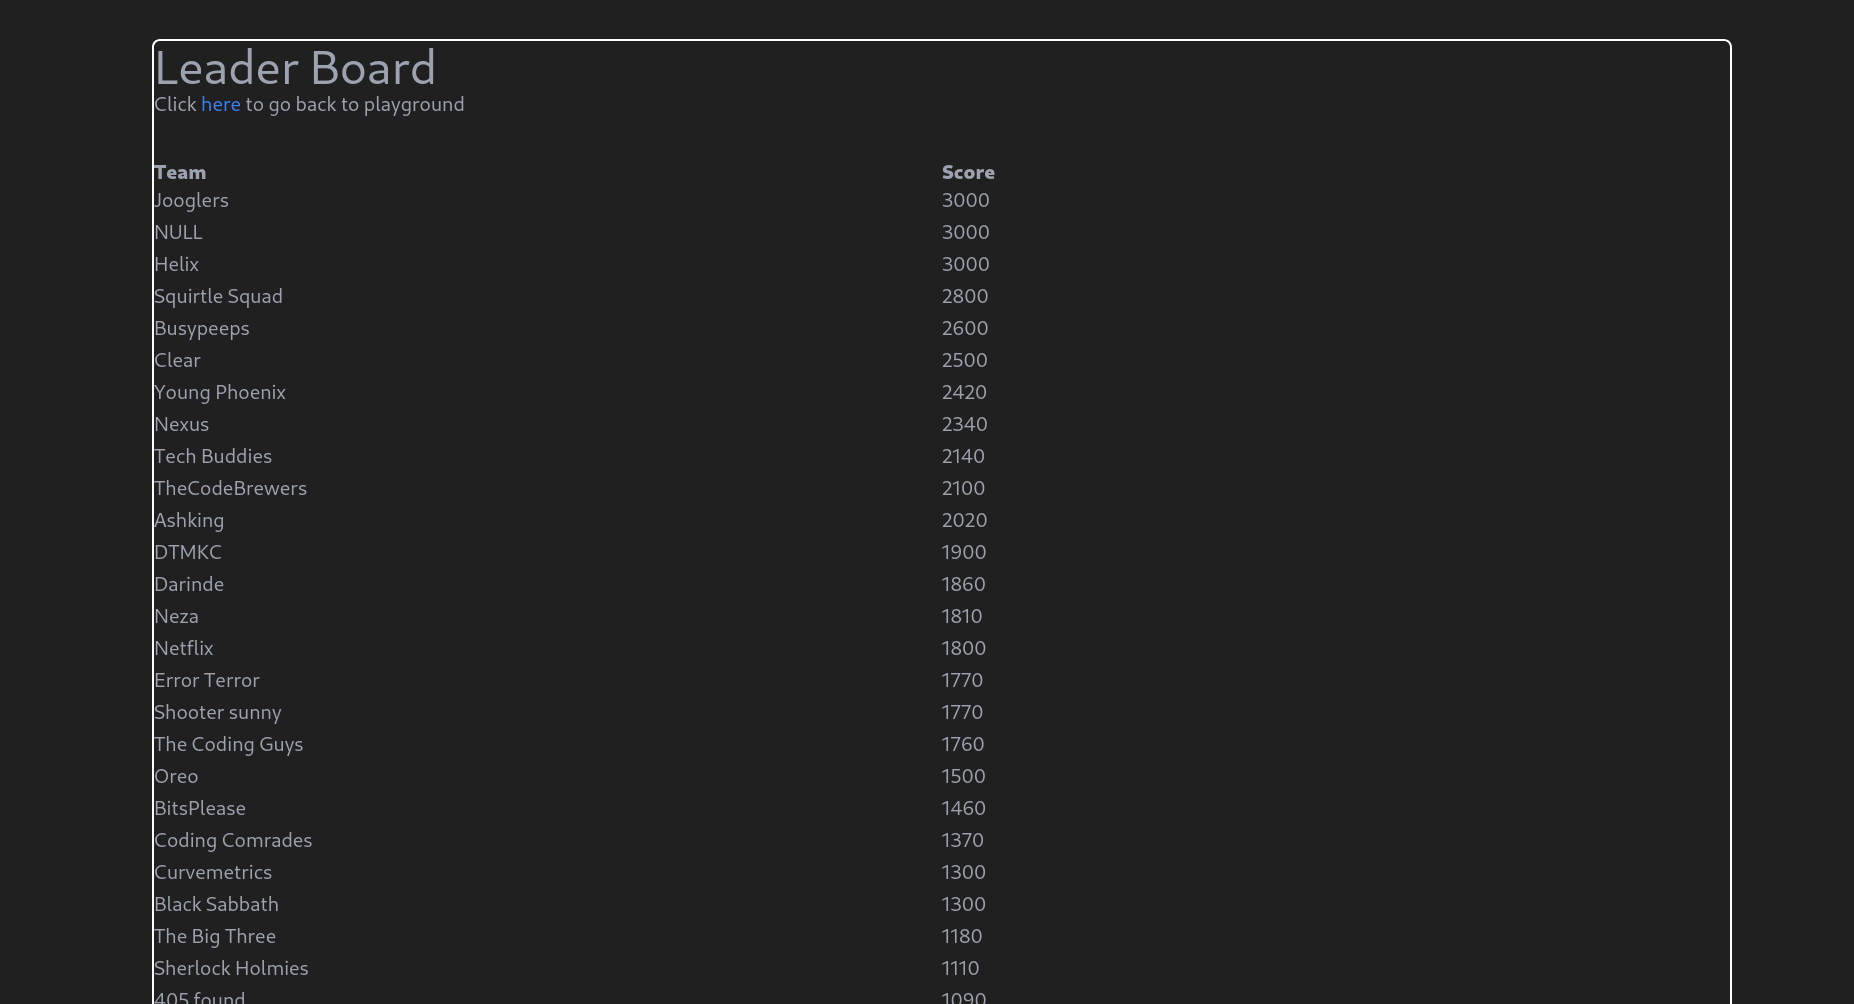 Leader Board
Click here to go back to playground
Team Score
Jooglers 3000
NULL 3000
Helix 3000
Squirtle Squad 2800
Busypeeps 2600
Clear 2500
Young Phoenix 2420
Nexus 2340
Tech Buddies 2140
TheCodeBrewers 2100
Ashking 2020
DTMKC 1900
Darinde 1860
Neza 1810
Netflix 1800
Error Terror 1770
Shooter sunny 1770
The Coding Guys 1760
Oreo 1500
BitsPlease 1460
Coding Comrades 1370
Curvemetrics 1300
Black Sabbath 1300
The Big Three 1180
Sherlock Holmies 1110
405 found 1090